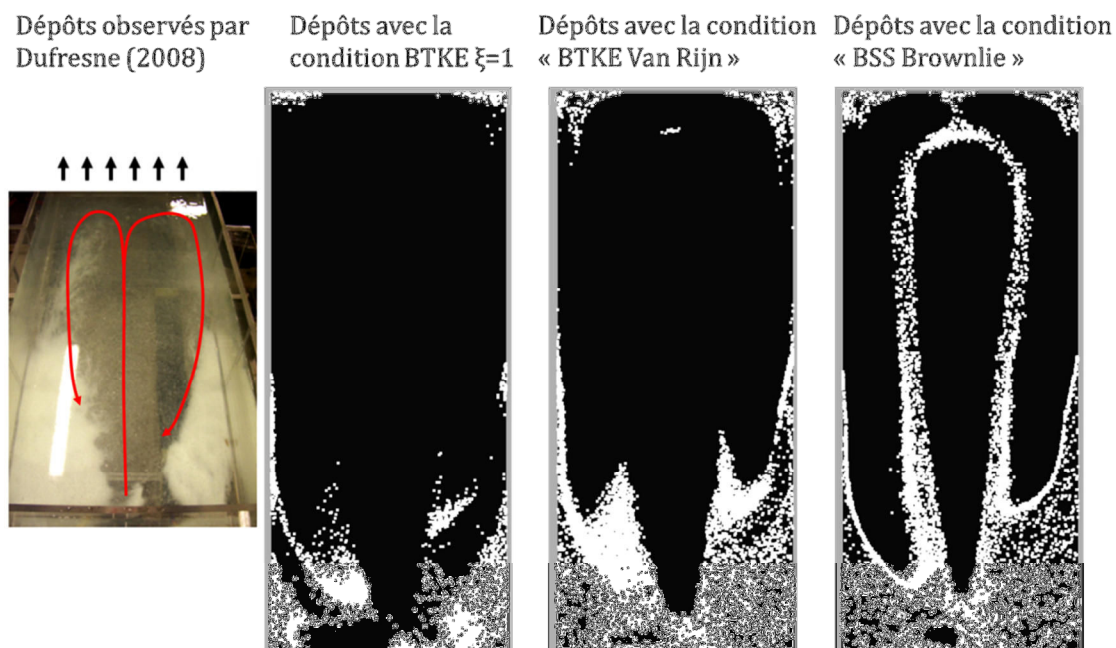 Dépôts observés par
Dufresne (2008)
Dépôts avec la
condition BTKE ξ=1
Dépôts avec la condition
« BTKE Van Rijn »
Dépôts avec la condition
« BSS Brownlie »